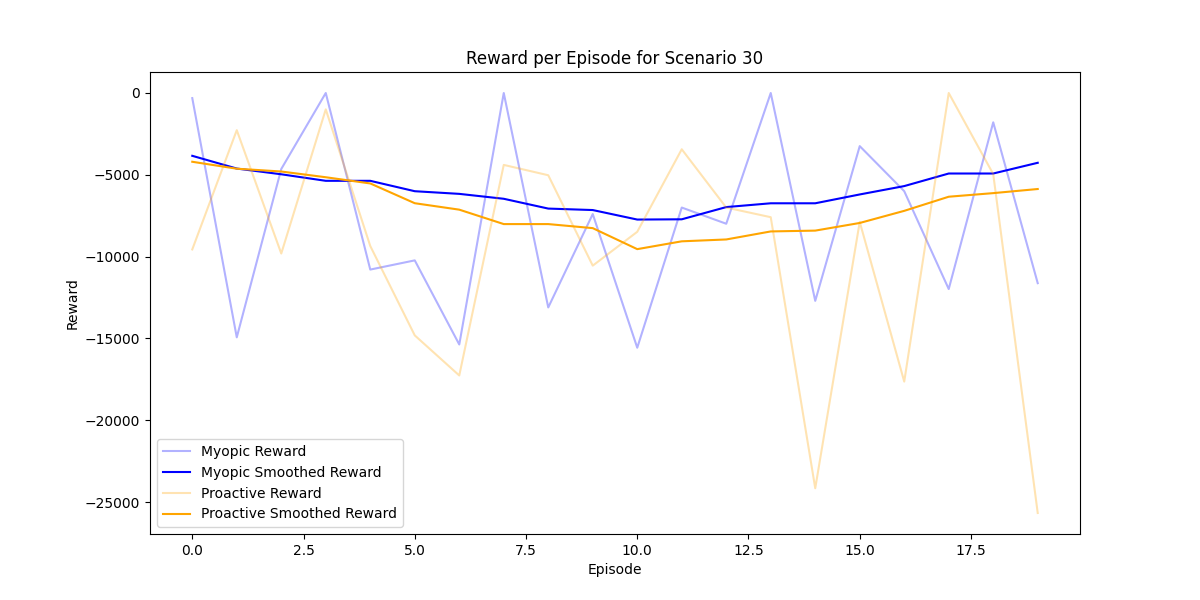 Reward per Episode for Scenario 30
Reward
0
−5000
−10000
−15000
−20000
−25000
Myopic Reward
Myopic Smoothed Reward
Proactive Reward
Proactive Smoothed Reward
0.0 2.5 5.0 7.5 10.0 12.5 15.0 17.5
Episode